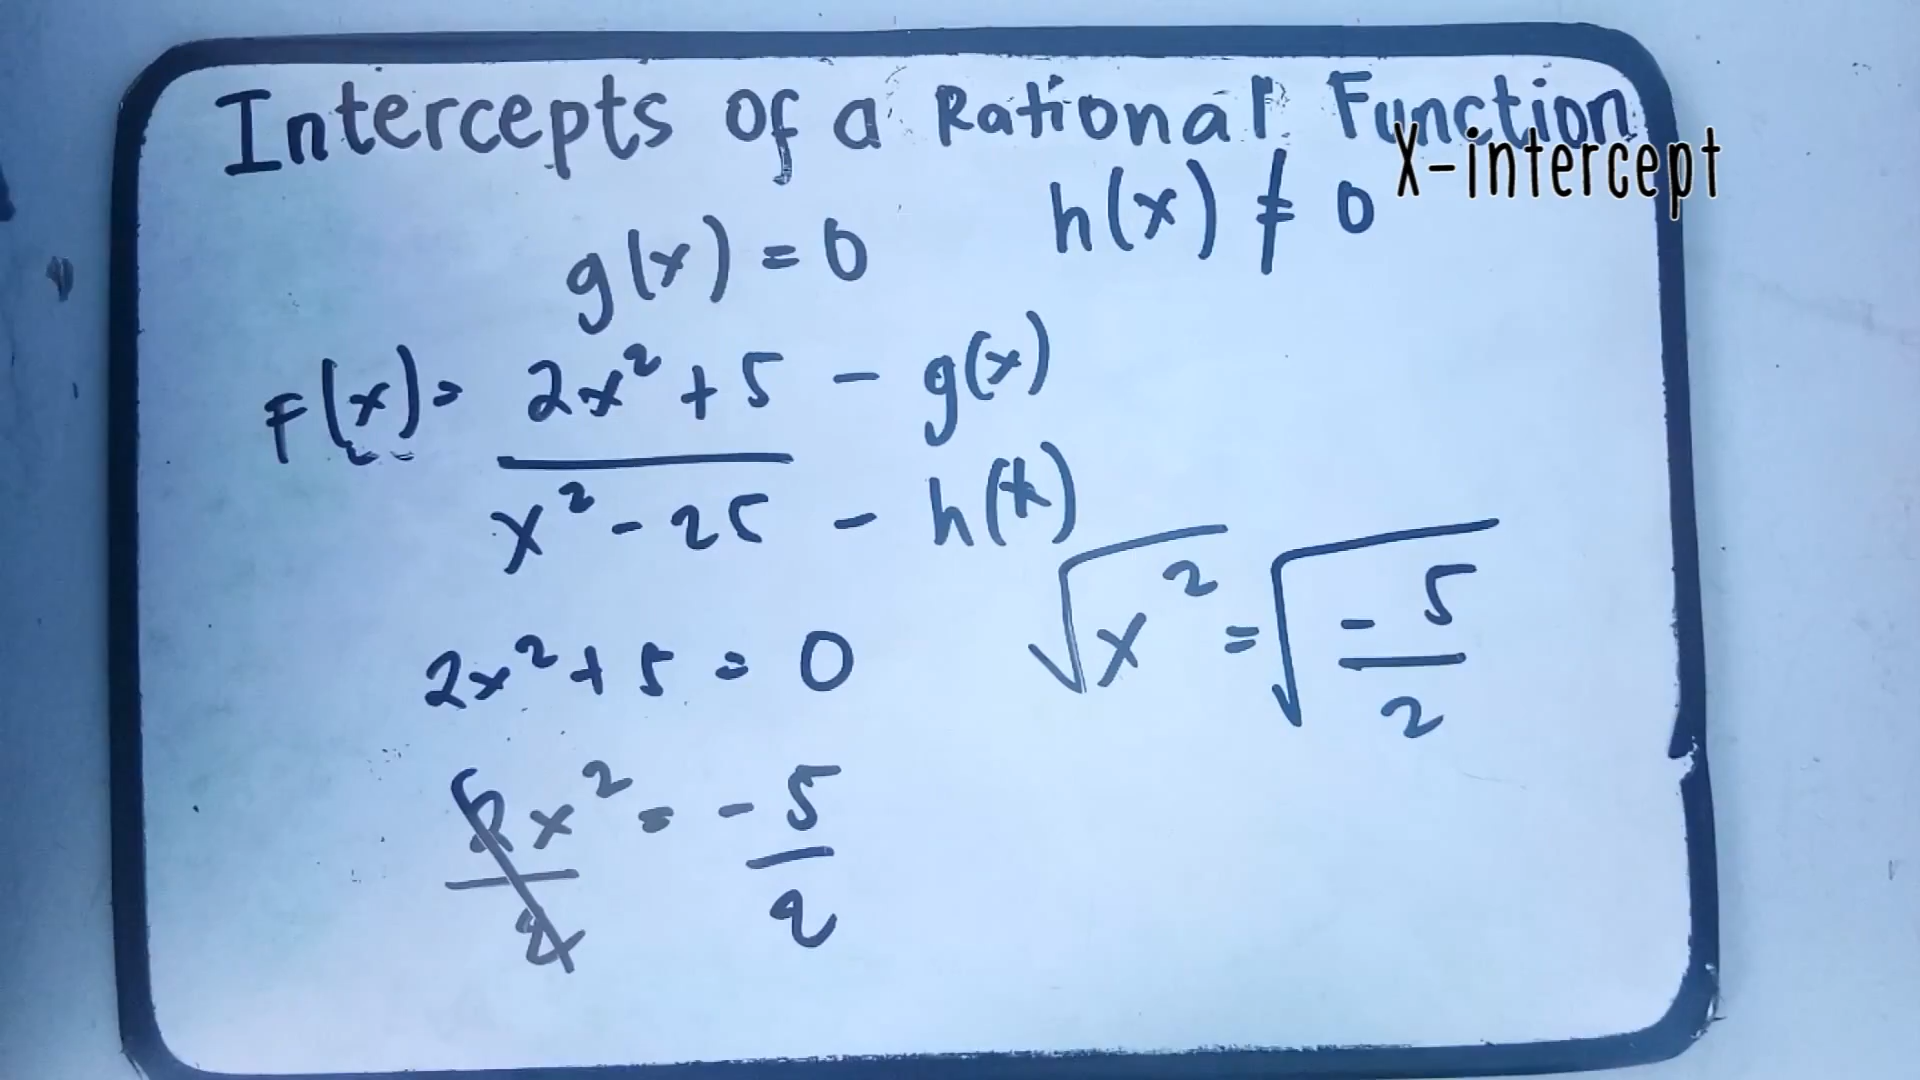 Intercepts of a Rational Function
X-intercept
g(x) = 0
h(x) ≠ 0
F(x) = 2x² + 5 - g(x)
x² - 25 - h(x)
2x² + 5 = 0
√x² = √-5/2
2x²/2 = -5/2